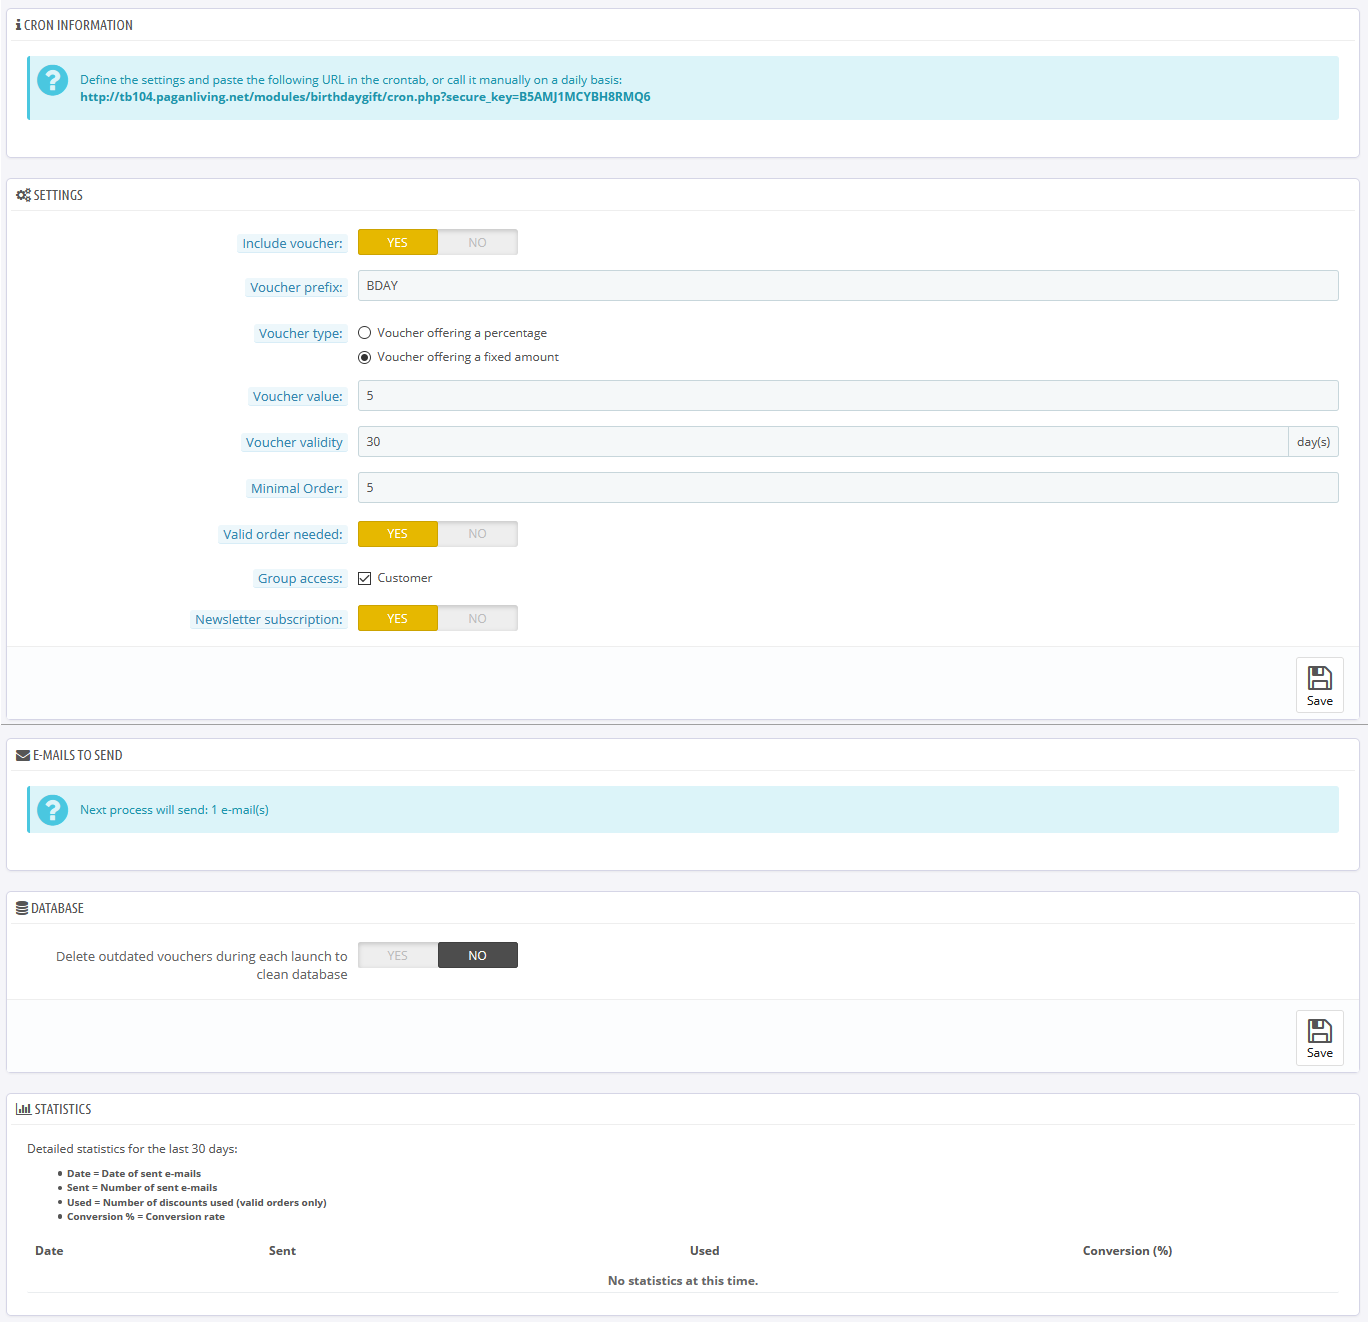 CRON INFORMATION
Define the settings and paste the following URL in the crontab, or call it manually on a daily basis:
http://tb104.paganliving.net/modules/birthdaygift/cron.php?secure_key=B5AMJ1MCYBH8RMQ6
SETTINGS
Include voucher: YES NO
Voucher prefix: BDAY
Voucher type: Voucher offering a percentage
Voucher offering a fixed amount
Voucher value: 5
Voucher validity 30 day(s)
Minimal Order: 5
Valid order needed: YES NO
Group access: Customer
Newsletter subscription: YES NO
Save
E-MAILS TO SEND
Next process will send: 1 e-mail(s)
DATABASE
Delete outdated vouchers during each launch to YES NO
clean database
Save
STATISTICS
Detailed statistics for the last 30 days:
• Date = Date of sent e-mails
• Sent = Number of sent e-mails
• Used = Number of discounts used (valid orders only)
• Conversion % = Conversion rate
Date Sent Used Conversion (%)
No statistics at this time.